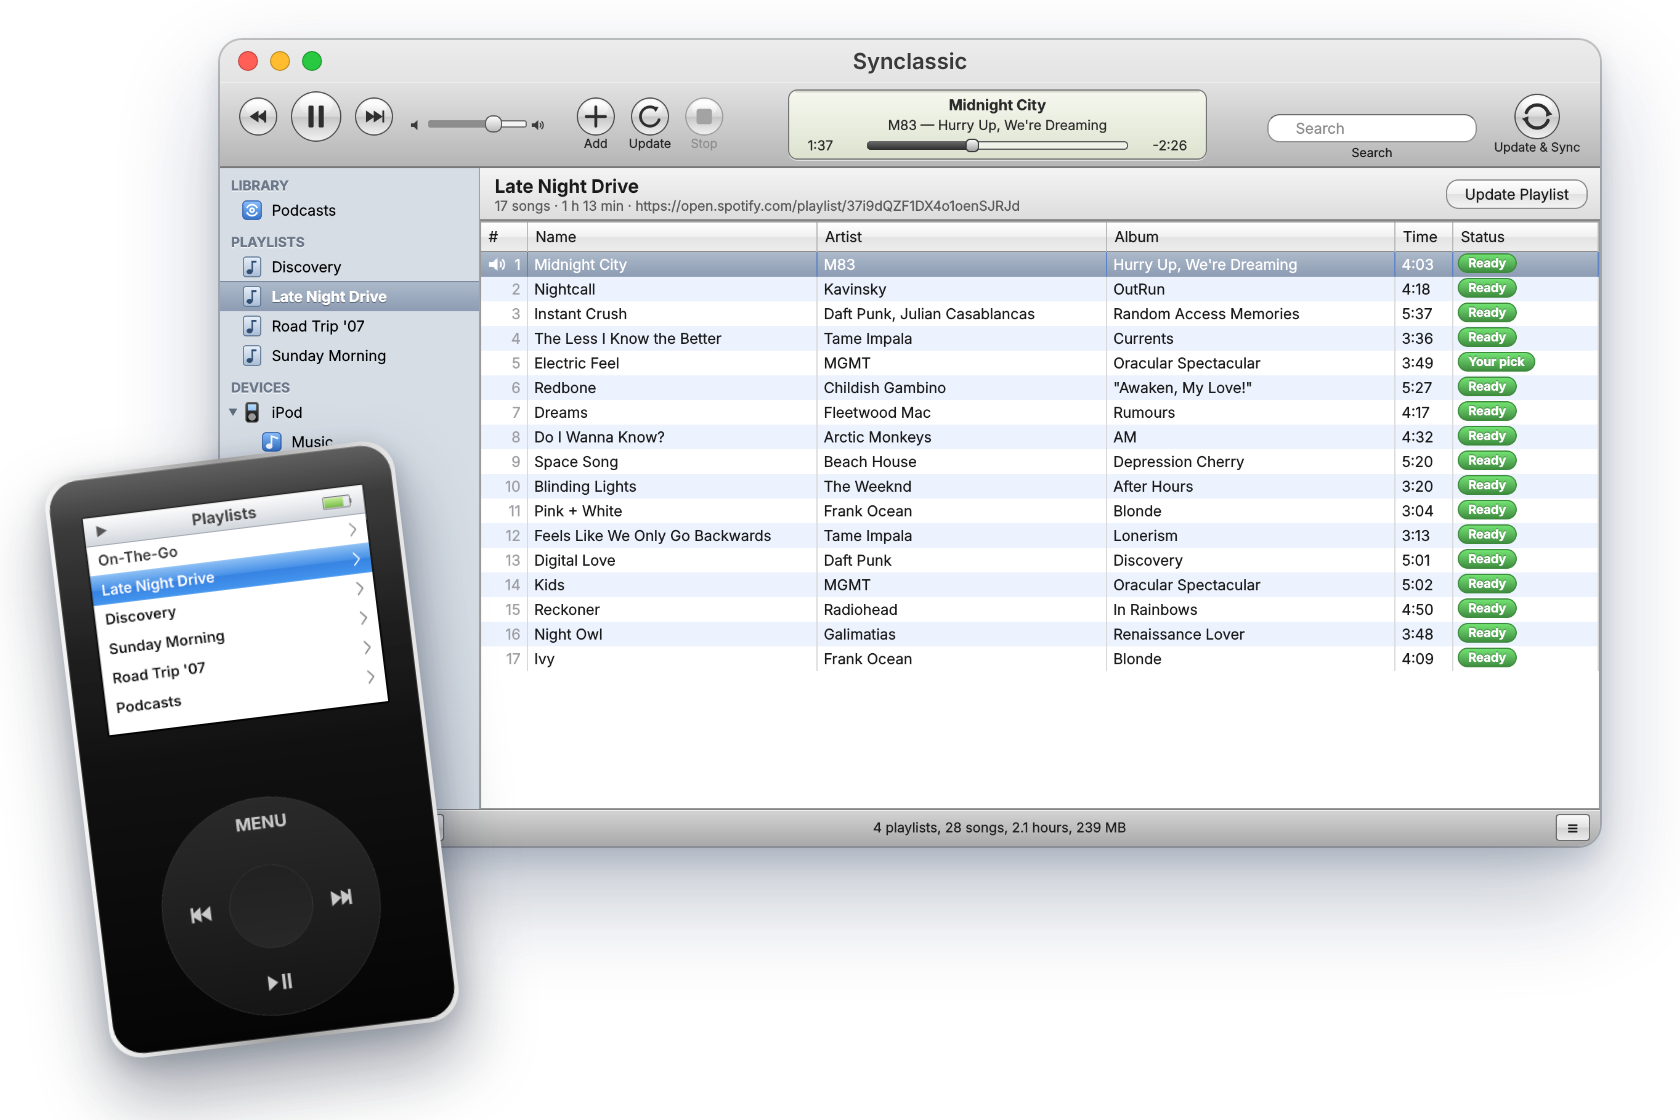 Synclassic
Add
Update
Stop
Midnight City
M83 — Hurry Up, We're Dreaming
1:37
-2:26
Search
Search
Update & Sync
LIBRARY
Podcasts
PLAYLISTS
Discovery
Late Night Drive
Road Trip '07
Sunday Morning
DEVICES
iPod
Music
Late Night Drive
17 songs · 1 h 13 min · https://open.spotify.com/playlist/37i9dQZF1DX4o1oenSJRJd
Update Playlist
# Name Artist Album Time Status
1 Midnight City M83 Hurry Up, We're Dreaming 4:03 Ready
2 Nightcall Kavinsky OutRun 4:18 Ready
3 Instant Crush Daft Punk, Julian Casablancas Random Access Memories 5:37 Ready
4 The Less I Know the Better Tame Impala Currents 3:36 Ready
5 Electric Feel MGMT Oracular Spectacular 3:49 Your pick
6 Redbone Childish Gambino "Awaken, My Love!" 5:27 Ready
7 Dreams Fleetwood Mac Rumours 4:17 Ready
8 Do I Wanna Know? Arctic Monkeys AM 4:32 Ready
9 Space Song Beach House Depression Cherry 5:20 Ready
10 Blinding Lights The Weeknd After Hours 3:20 Ready
11 Pink + White Frank Ocean Blonde 3:04 Ready
12 Feels Like We Only Go Backwards Tame Impala Lonerism 3:13 Ready
13 Digital Love Daft Punk Discovery 5:01 Ready
14 Kids MGMT Oracular Spectacular 5:02 Ready
15 Reckoner Radiohead In Rainbows 4:50 Ready
16 Night Owl Galimatias Renaissance Lover 3:48 Ready
17 Ivy Frank Ocean Blonde 4:09 Ready
4 playlists, 28 songs, 2.1 hours, 239 MB
Playlists
On-The-Go
Late Night Drive
Discovery
Sunday Morning
Road Trip '07
Podcasts
MENU